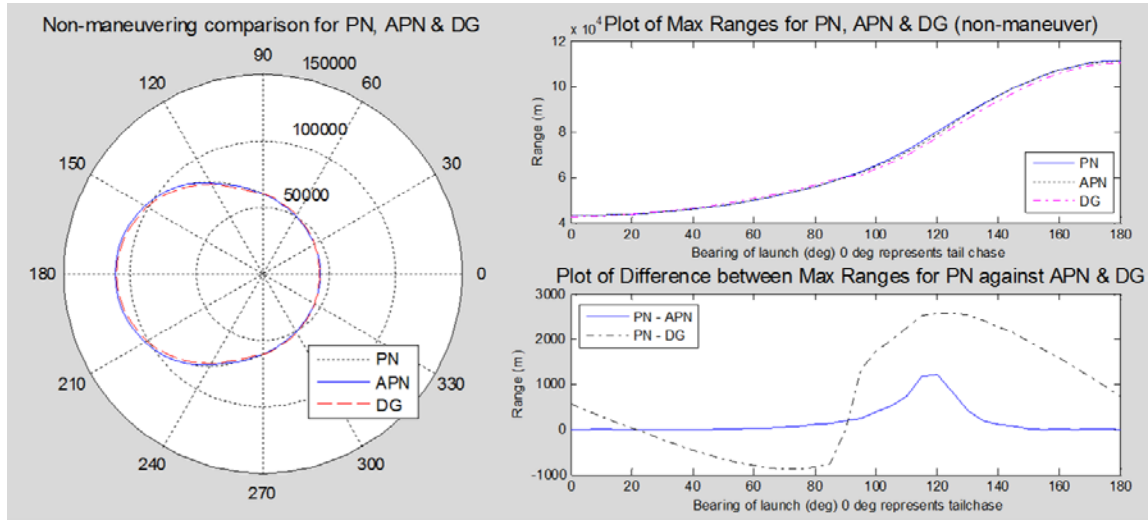 Non-maneuvering comparison for PN, APN & DG
90
150000
120
60
100000
150
30
50000
180
0
210
330
240
300
270
PN
APN
DG
x 10^4 Plot of Max Ranges for PN, APN & DG (non-maneuver)
12
10
8
6
4
Range (m)
0 20 40 60 80 100 120 140 160 180
Bearing of launch (deg) 0 deg represents tail chase
PN
APN
DG
Plot of Difference between Max Ranges for PN against APN & DG
3000
2000
1000
0
-1000
Range (m)
PN - APN
PN - DG
0 20 40 60 80 100 120 140 160 180
Bearing of launch (deg) 0 deg represents tailchase